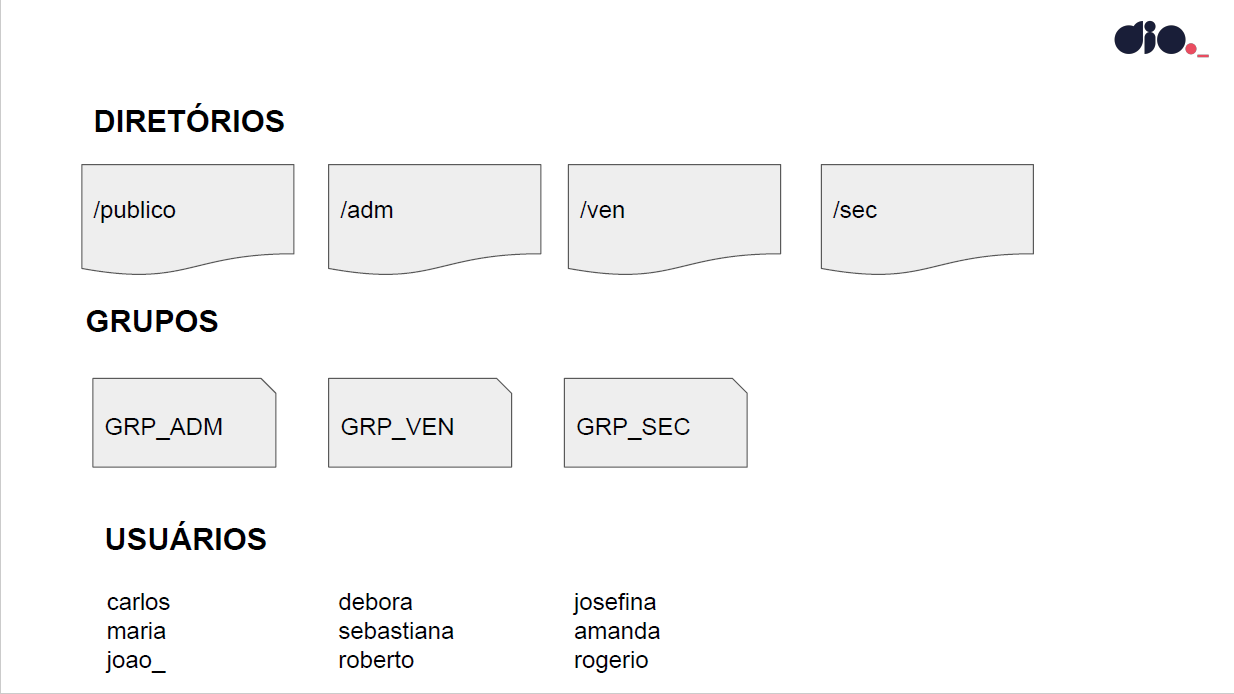 dio._
DIRETÓRIOS
/publico /adm /ven /sec
GRUPOS
GRP_ADM GRP_VEN GRP_SEC
USUÁRIOS
carlos debora josefina
maria sebastiana amanda
joao_ roberto rogerio